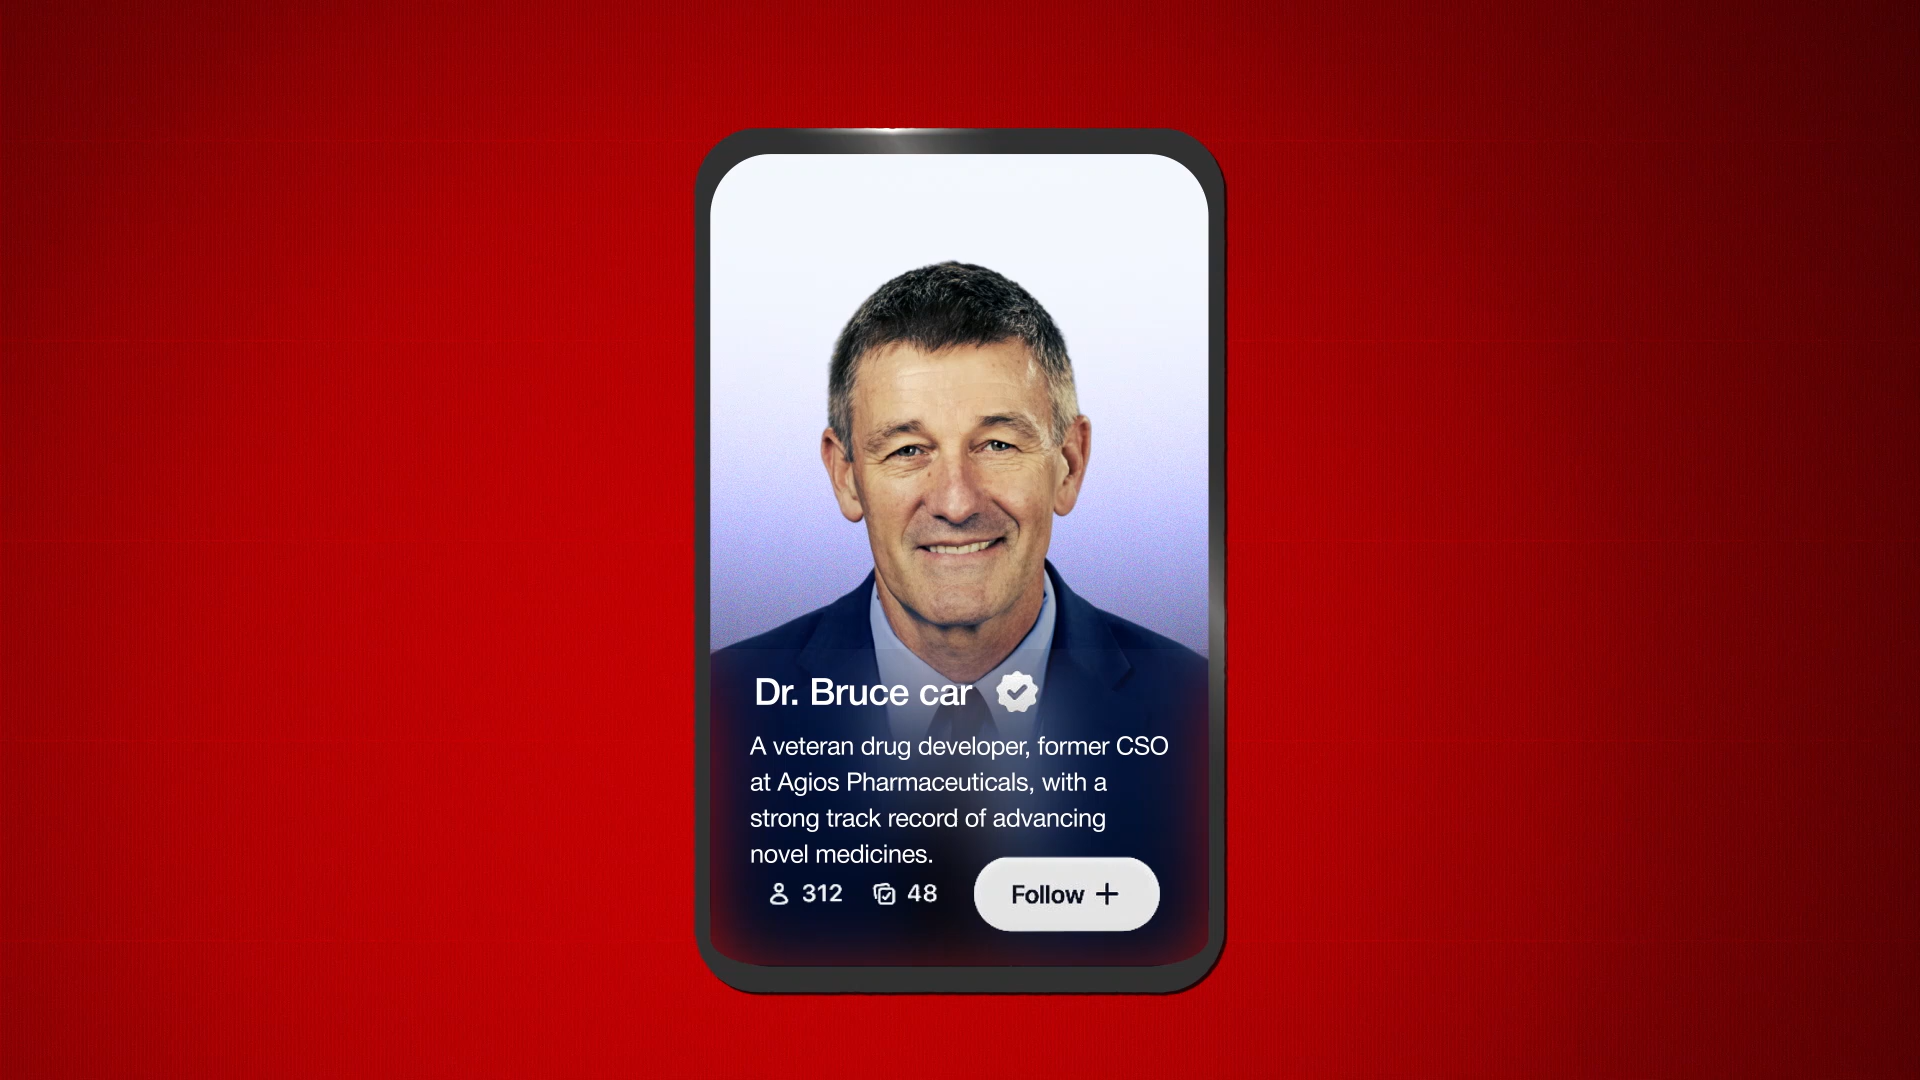 Dr. Bruce car
A veteran drug developer, former CSO
at Agios Pharmaceuticals, with a
strong track record of advancing
novel medicines.
312 48 Follow +